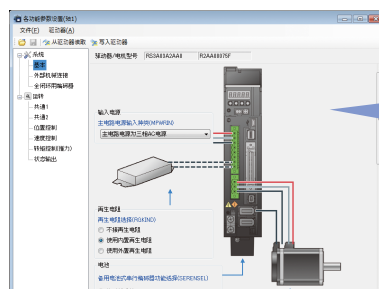 各功能参数设置(轴1)
文件(F) 驱动器(A)
从驱动器读取 写入驱动器
系统
基本
外部机械连接
全闭环用编码器
回转
共通1
共通2
位置控制
速度控制
转矩控制(推力)
状态输出
驱动器/电机型号 RS3A03A2AA0 R2AA08075F
输入电源
主电路电源输入种类(MPWRIN)
主电路电源为三相AC电源
再生电阻
再生电阻选择(RGKIND)
不接再生电阻
使用内置再生电阻
使用外置再生电阻
电池
备用电池式串行编码器功能选择(SERENSEL)